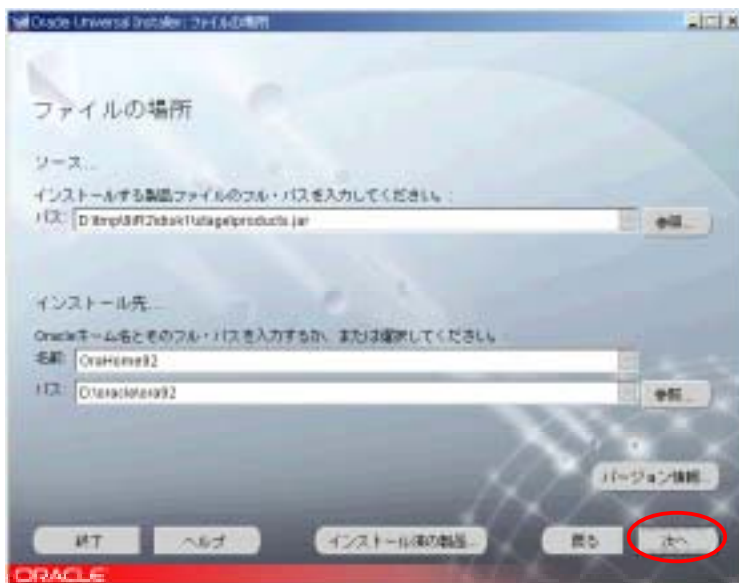 Oracle Universal Installer: ファイルの場所
ファイルの場所
ソース...
インストールする製品ファイルのフル・パスを入力してください。:
パス: products.jar 参照...
インストール先...
Oracleホーム名とそのフル・パスを入力するか、または選択してください。:
名前: OraHome92
パス: D:\oracle\ora92 参照...
バージョン情報...
終了 ヘルプ インストール済の製品... 戻る 次へ
ORACLE